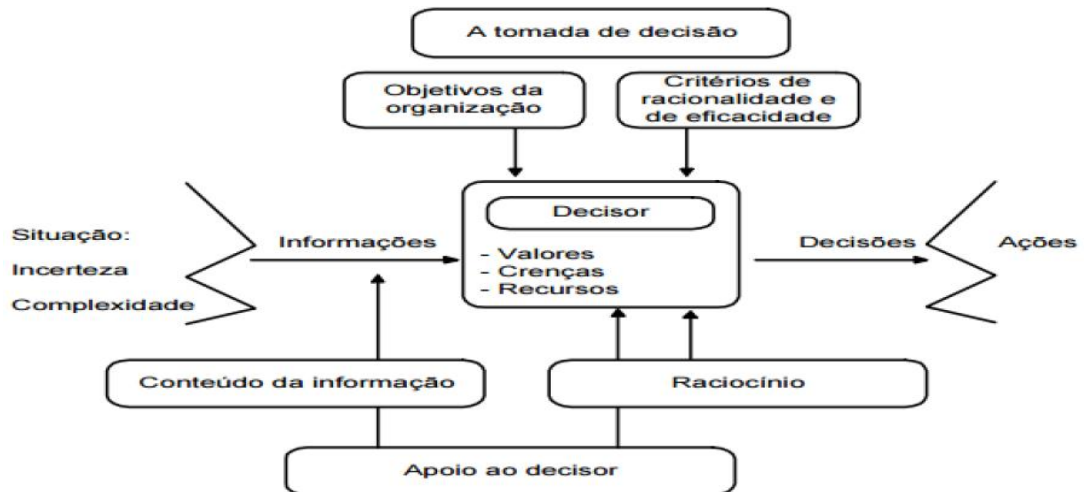 A tomada de decisão
Objetivos da
organização
Critérios de
racionalidade e
de eficacidade
Decisor
- Valores
- Crenças
- Recursos
Situação:
Incerteza
Complexidade
Informações
Decisões
Ações
Conteúdo da informação
Raciocínio
Apoio ao decisor